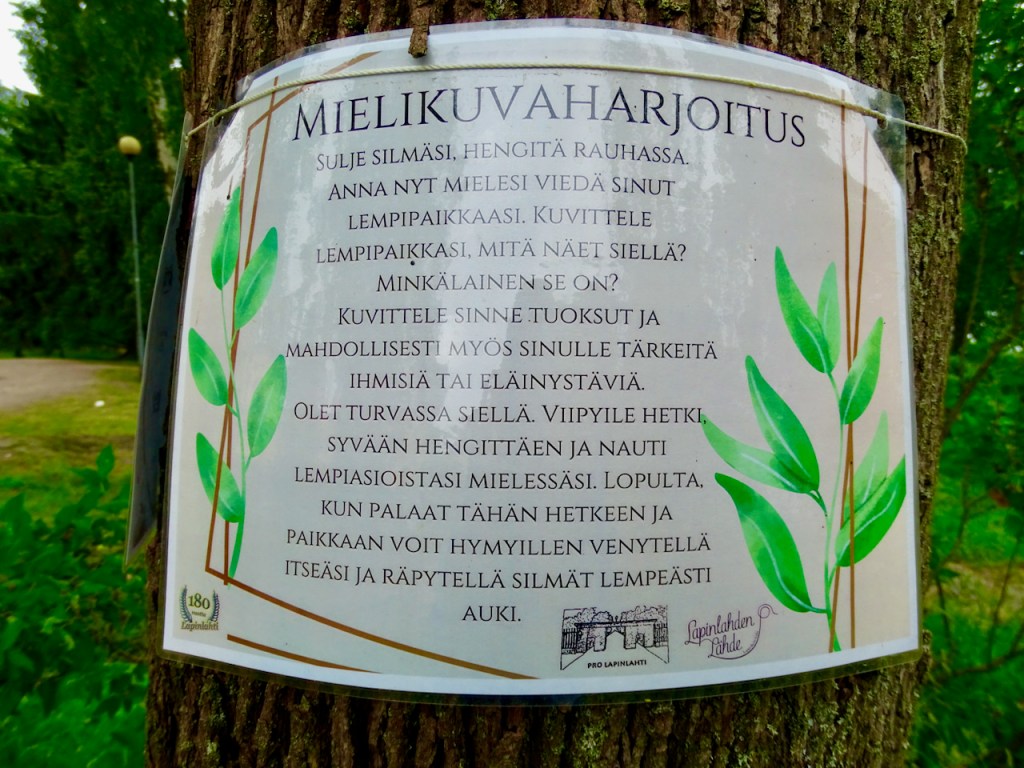 MIELIKUVAHARJOITUS
SULJE SILMÄSI, HENGITÄ RAUHASSA.
ANNA NYT MIELESI VIEDÄ SINUT
LEMPIPAIKKAASI. KUVITTELE
LEMPIPAIKKASI, MITÄ NÄET SIELLÄ?
MINKÄLAINEN SE ON?
KUVITTELE SINNE TUOKSUT JA
MAHDOLLISESTI MYÖS SINULLE TÄRKEITÄ
IHMISIÄ TAI ELÄINYSTÄVIÄ.
OLET TURVASSA SIELLÄ. VIIPYILE HETKI,
SYVÄÄN HENGITTÄEN JA NAUTI
LEMPIASIOISTASI MIELESSÄSI. LOPULTA,
KUN PALAAT TÄHÄN HETKEEN JA
PAIKKAAN VOIT HYMYILLEN VENYTELLÄ
ITSEÄSI JA RÄPYTELLÄ SILMÄT LEMPEÄSTI
AUKI.
180
vuotta
Lapinlahti
PRO LAPINLAHTI
Lapinlahden
Lähde